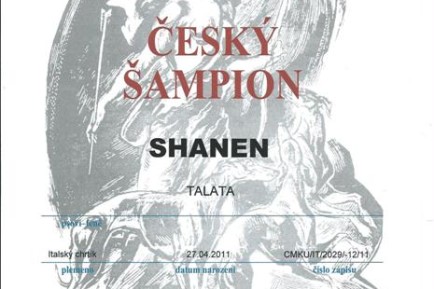 ČESKÝ
ŠAMPION
SHANEN
TALATA
Italský chrtík 27.04.2011 CMKU/IT/2029/-12/11
plemeno datum narození číslo zápisu